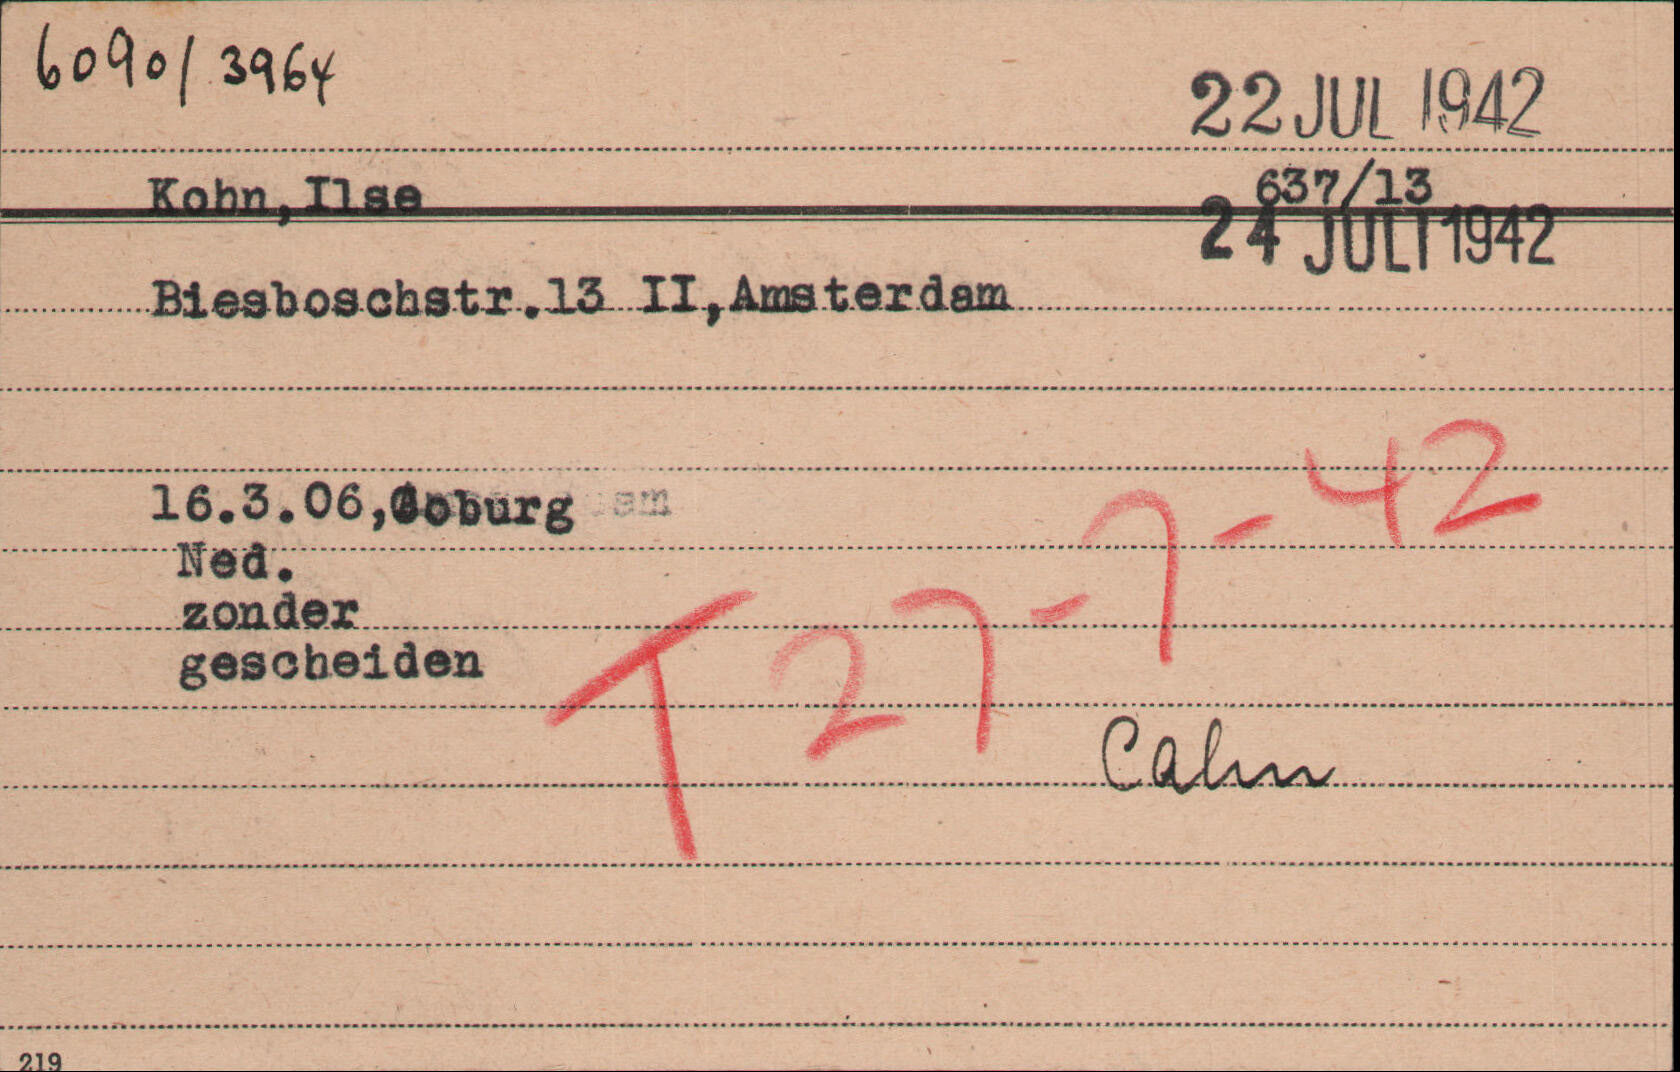 6090/3964
22 JUL 1942
Kohn,Ilse
637/13
24 JULI 1942
Biesboschstr.13 II,Amsterdam
16.3.06,Coburg
Ned.
zonder
gescheiden
T 27-7-42
Cahn
219